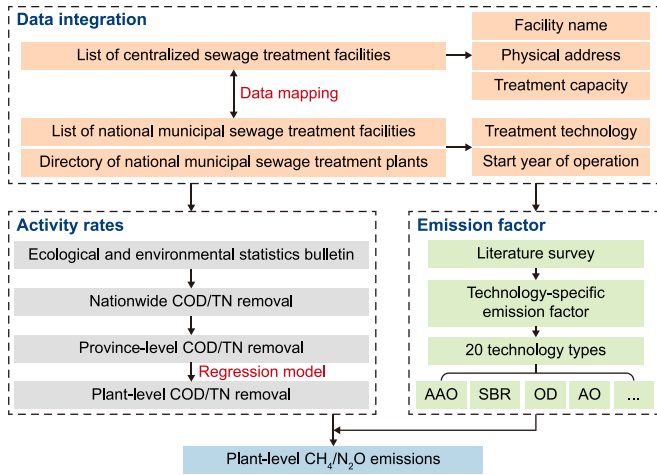 Data integration
List of centralized sewage treatment facilities
Facility name
Physical address
Treatment capacity
Data mapping
List of national municipal sewage treatment facilities
Directory of national municipal sewage treatment plants
Treatment technology
Start year of operation
Activity rates
Ecological and environmental statistics bulletin
Nationwide COD/TN removal
Province-level COD/TN removal
Regression model
Plant-level COD/TN removal
Emission factor
Literature survey
Technology-specific
emission factor
20 technology types
AAO SBR OD AO ...
Plant-level CH₄/N₂O emissions